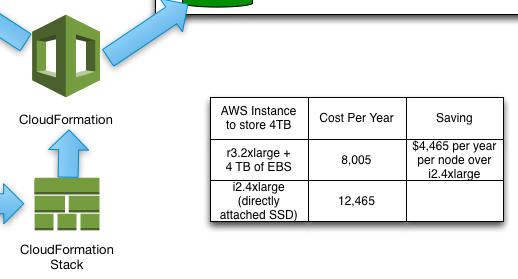 CloudFormation
CloudFormation
Stack
AWS Instance
to store 4TB
Cost Per Year
Saving
r3.2xlarge +
4 TB of EBS
8,005
$4,465 per year
per node over
i2.4xlarge
i2.4xlarge
(directly
attached SSD)
12,465